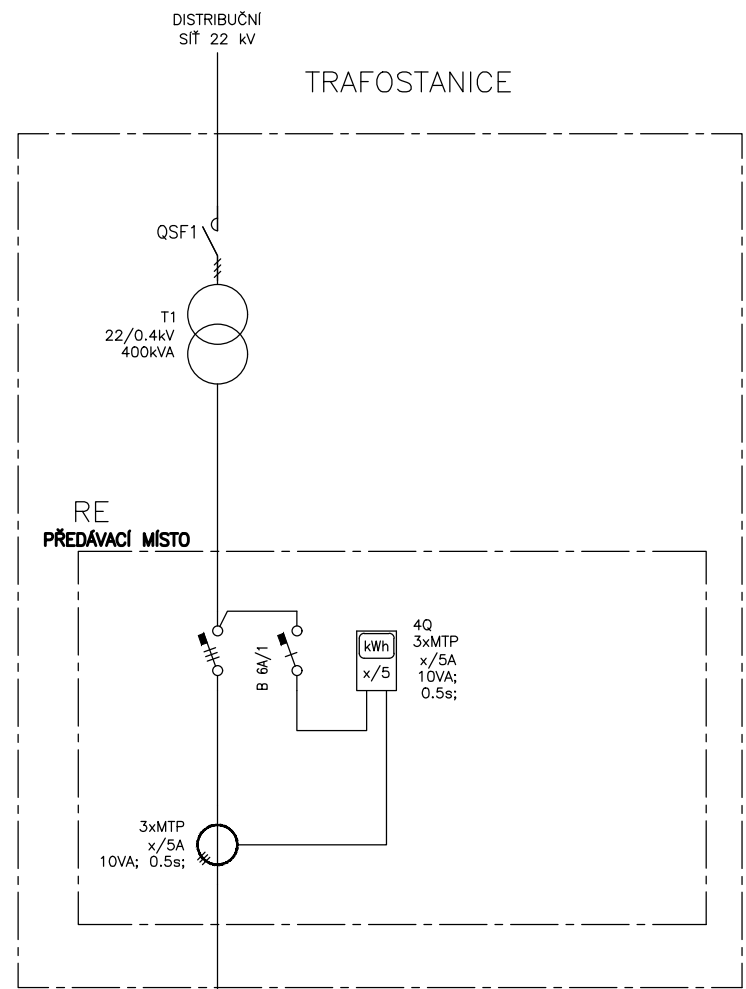 DISTRIBUČNÍ
SÍŤ 22 kV
TRAFOSTANICE
QSF1
T1
22/0.4kV
400kVA
RE
PŘEDÁVACÍ MÍSTO
B 6A/1
kWh
x/5
4Q
3xMTP
x/5A
10VA;
0.5s;
3xMTP
x/5A
10VA; 0.5s;